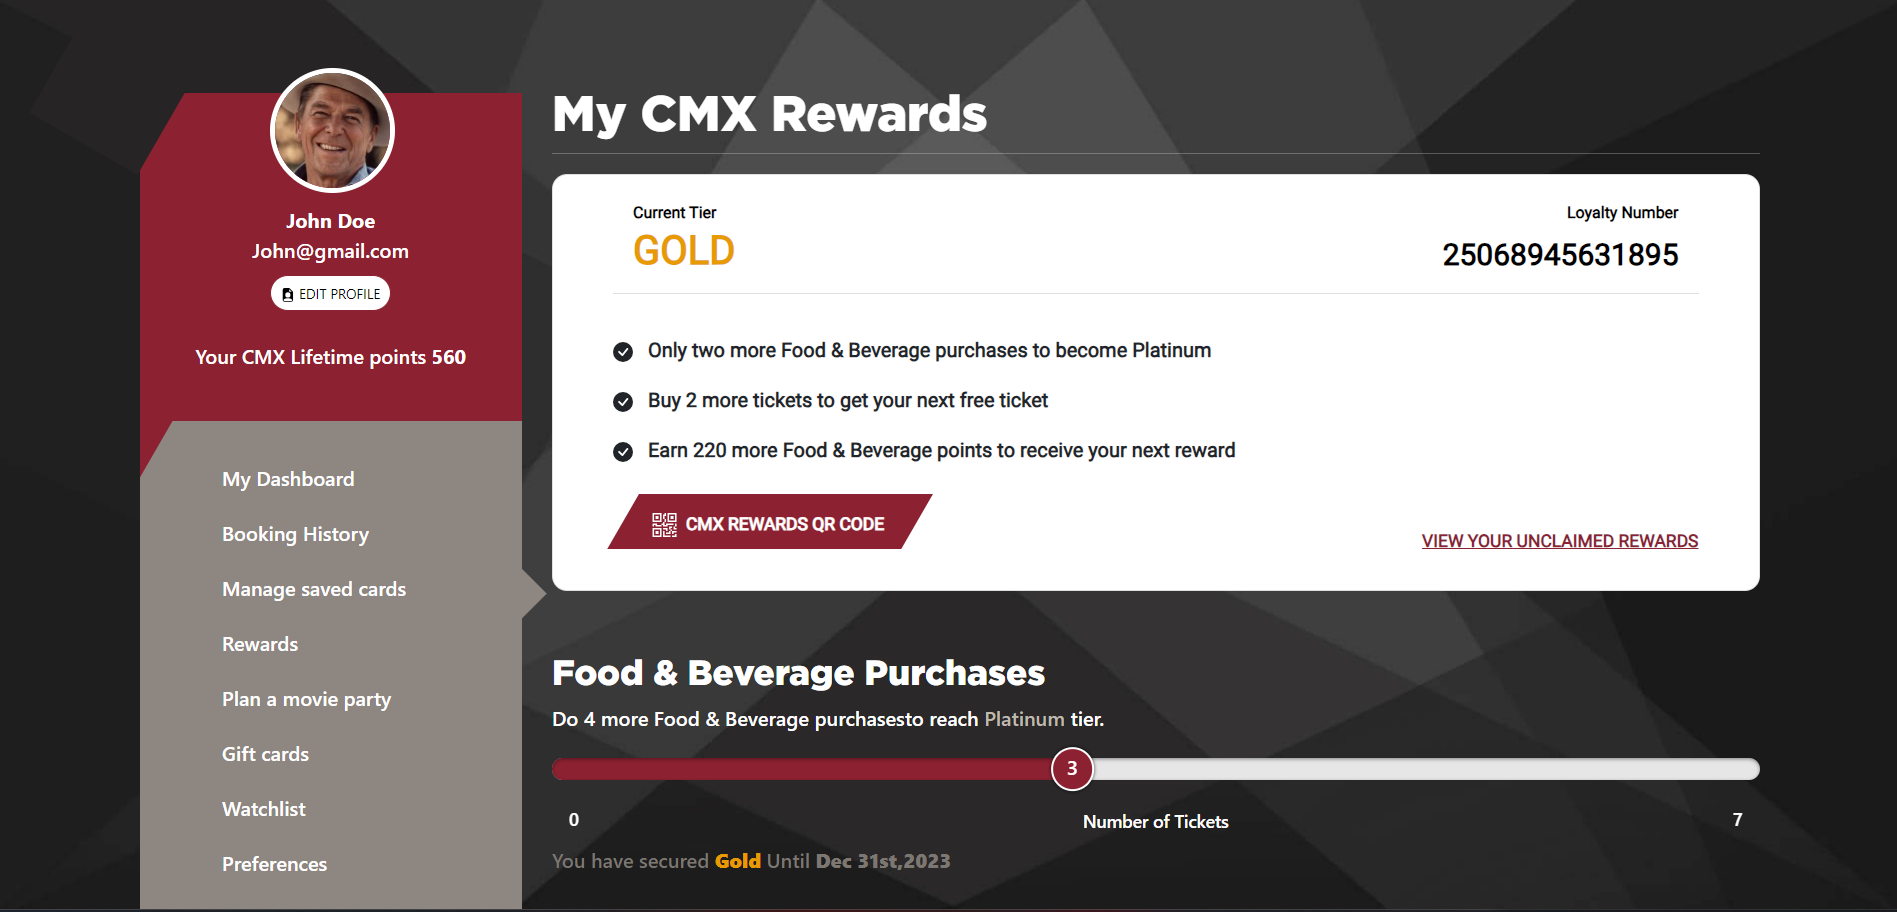 John Doe
John@gmail.com
EDIT PROFILE
Your CMX Lifetime points 560
My Dashboard
Booking History
Manage saved cards
Rewards
Plan a movie party
Gift cards
Watchlist
Preferences
My CMX Rewards
Current Tier
Loyalty Number
GOLD
25068945631895
Only two more Food & Beverage purchases to become Platinum
Buy 2 more tickets to get your next free ticket
Earn 220 more Food & Beverage points to receive your next reward
CMX REWARDS QR CODE
VIEW YOUR UNCLAIMED REWARDS
Food & Beverage Purchases
Do 4 more Food & Beverage purchasesto reach Platinum tier.
3
0
Number of Tickets
7
You have secured Gold Until Dec 31st,2023